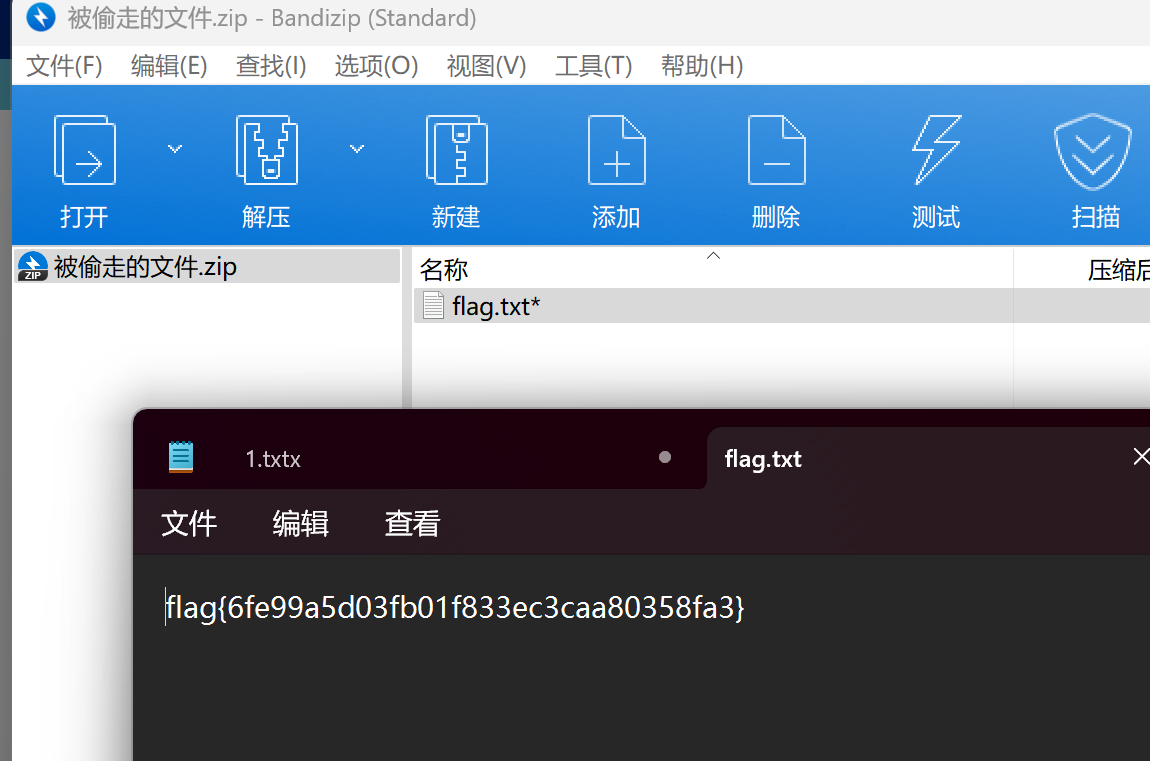 被偷走的文件.zip - Bandizip (Standard)
文件(F) 编辑(E) 查找(I) 选项(O) 视图(V) 工具(T) 帮助(H)
打开 解压 新建 添加 删除 测试 扫描
ZIP 被偷走的文件.zip
名称 压缩后
flag.txt*
1.txtx flag.txt
文件 编辑 查看
flag{6fe99a5d03fb01f833ec3caa80358fa3}